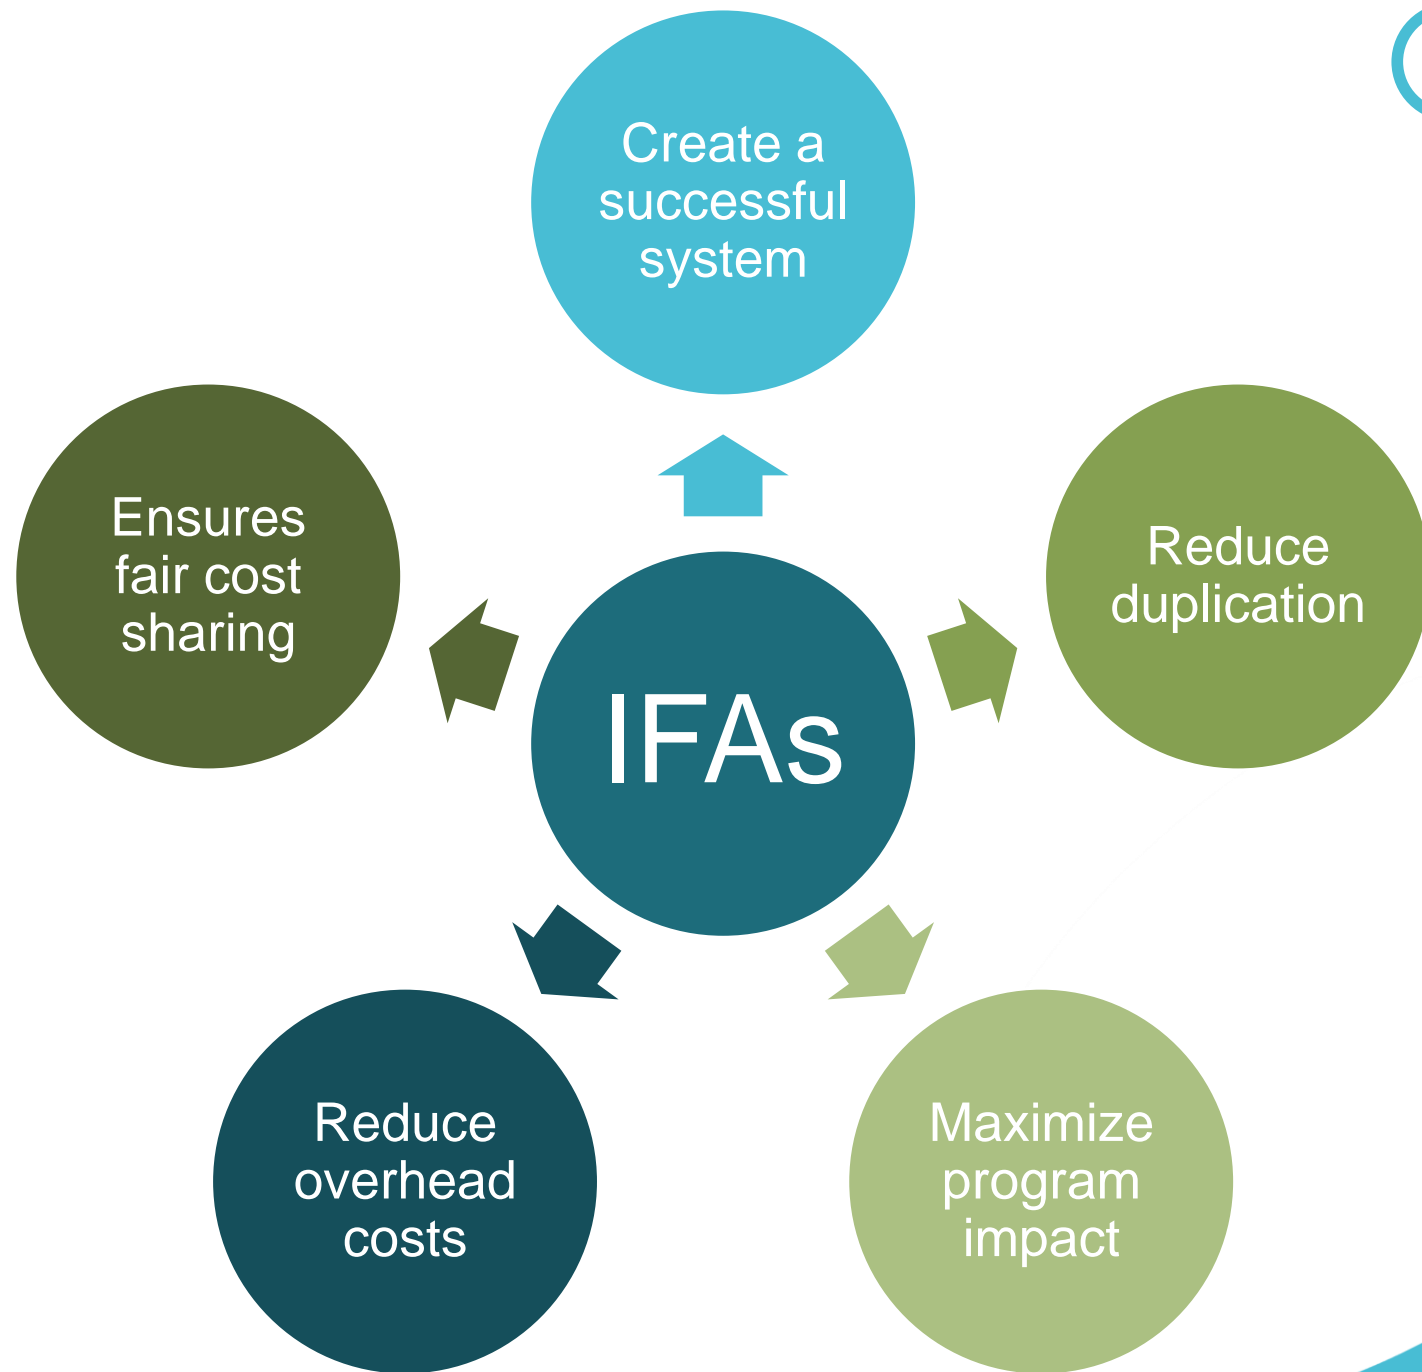 Create a
successful
system
Ensures
fair cost
sharing
Reduce
duplication
IFAs
Reduce
overhead
costs
Maximize
program
impact